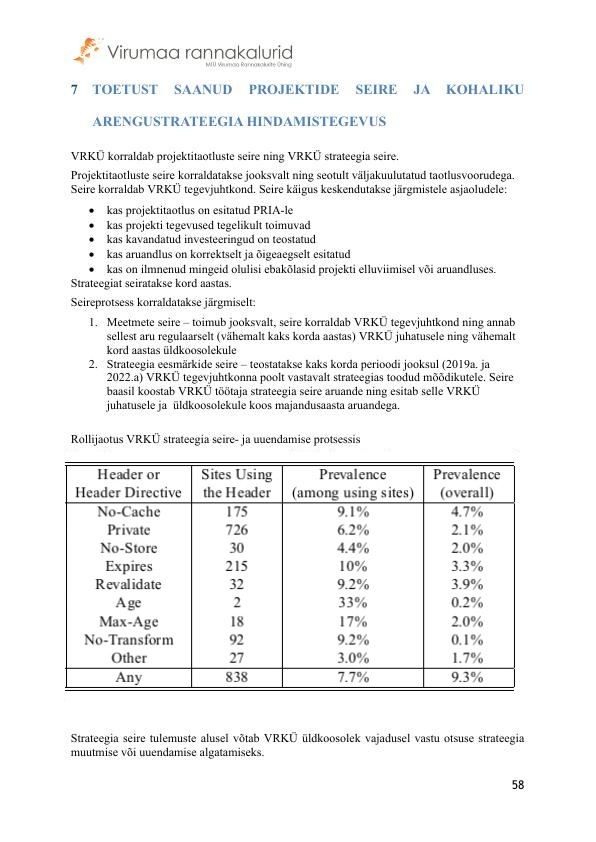 Virumaa rannakalurid
MTÜ Virumaa Rannakalurite Ühing
7 TOETUST SAANUD PROJEKTIDE SEIRE JA KOHALIKU
ARENGUSTRATEEGIA HINDAMISTEGEVUS
VRKÜ korraldab projektitaotluste seire ning VRKÜ strateegia seire.
Projektitaotluste seire korraldatakse jooksvalt ning seotult väljakuulutatud taotlusvoorudega.
Seire korraldab VRKÜ tegevjuhtkond. Seire käigus keskendutakse järgmistele asjaoludele:
• kas projektitaotlus on esitatud PRIA-le
• kas projekti tegevused tegelikult toimuvad
• kas kavandatud investeeringud on teostatud
• kas aruandlus on korrektselt ja õigeaegselt esitatud
• kas on ilmnenud mingeid olulisi ebakõlasid projekti elluviimisel või aruandluses.
Strateegiat seiratakse kord aastas.
Seireprotsess korraldatakse järgmiselt:
1. Meetmete seire – toimub jooksvalt, seire korraldab VRKÜ tegevjuhtkond ning annab
sellest aru regulaarselt (vähemalt kaks korda aastas) VRKÜ juhatusele ning vähemalt
kord aastas üldkoosolekule
2. Strateegia eesmärkide seire – teostatakse kaks korda perioodi jooksul (2019a. ja
2022.a) VRKÜ tegevjuhtkonna poolt vastavalt strateegias toodud mõõdikutele. Seire
baasil koostab VRKÜ töötaja strateegia seire aruande ning esitab selle VRKÜ
juhatusele ja üldkoosolekule koos majandusaasta aruandega.
Rollijaotus VRKÜ strateegia seire- ja uuendamise protsessis
Header or Sites Using Prevalence Prevalence
Header Directive the Header (among using sites) (overall)
No-Cache 175 9.1% 4.7%
Private 726 6.2% 2.1%
No-Store 30 4.4% 2.0%
Expires 215 10% 3.3%
Revalidate 32 9.2% 3.9%
Age 2 33% 0.2%
Max-Age 18 17% 2.0%
No-Transform 92 9.2% 0.1%
Other 27 3.0% 1.7%
Any 838 7.7% 9.3%
Strateegia seire tulemuste alusel võtab VRKÜ üldkoosolek vajadusel vastu otsuse strateegia
muutmise või uuendamise algatamiseks.
58